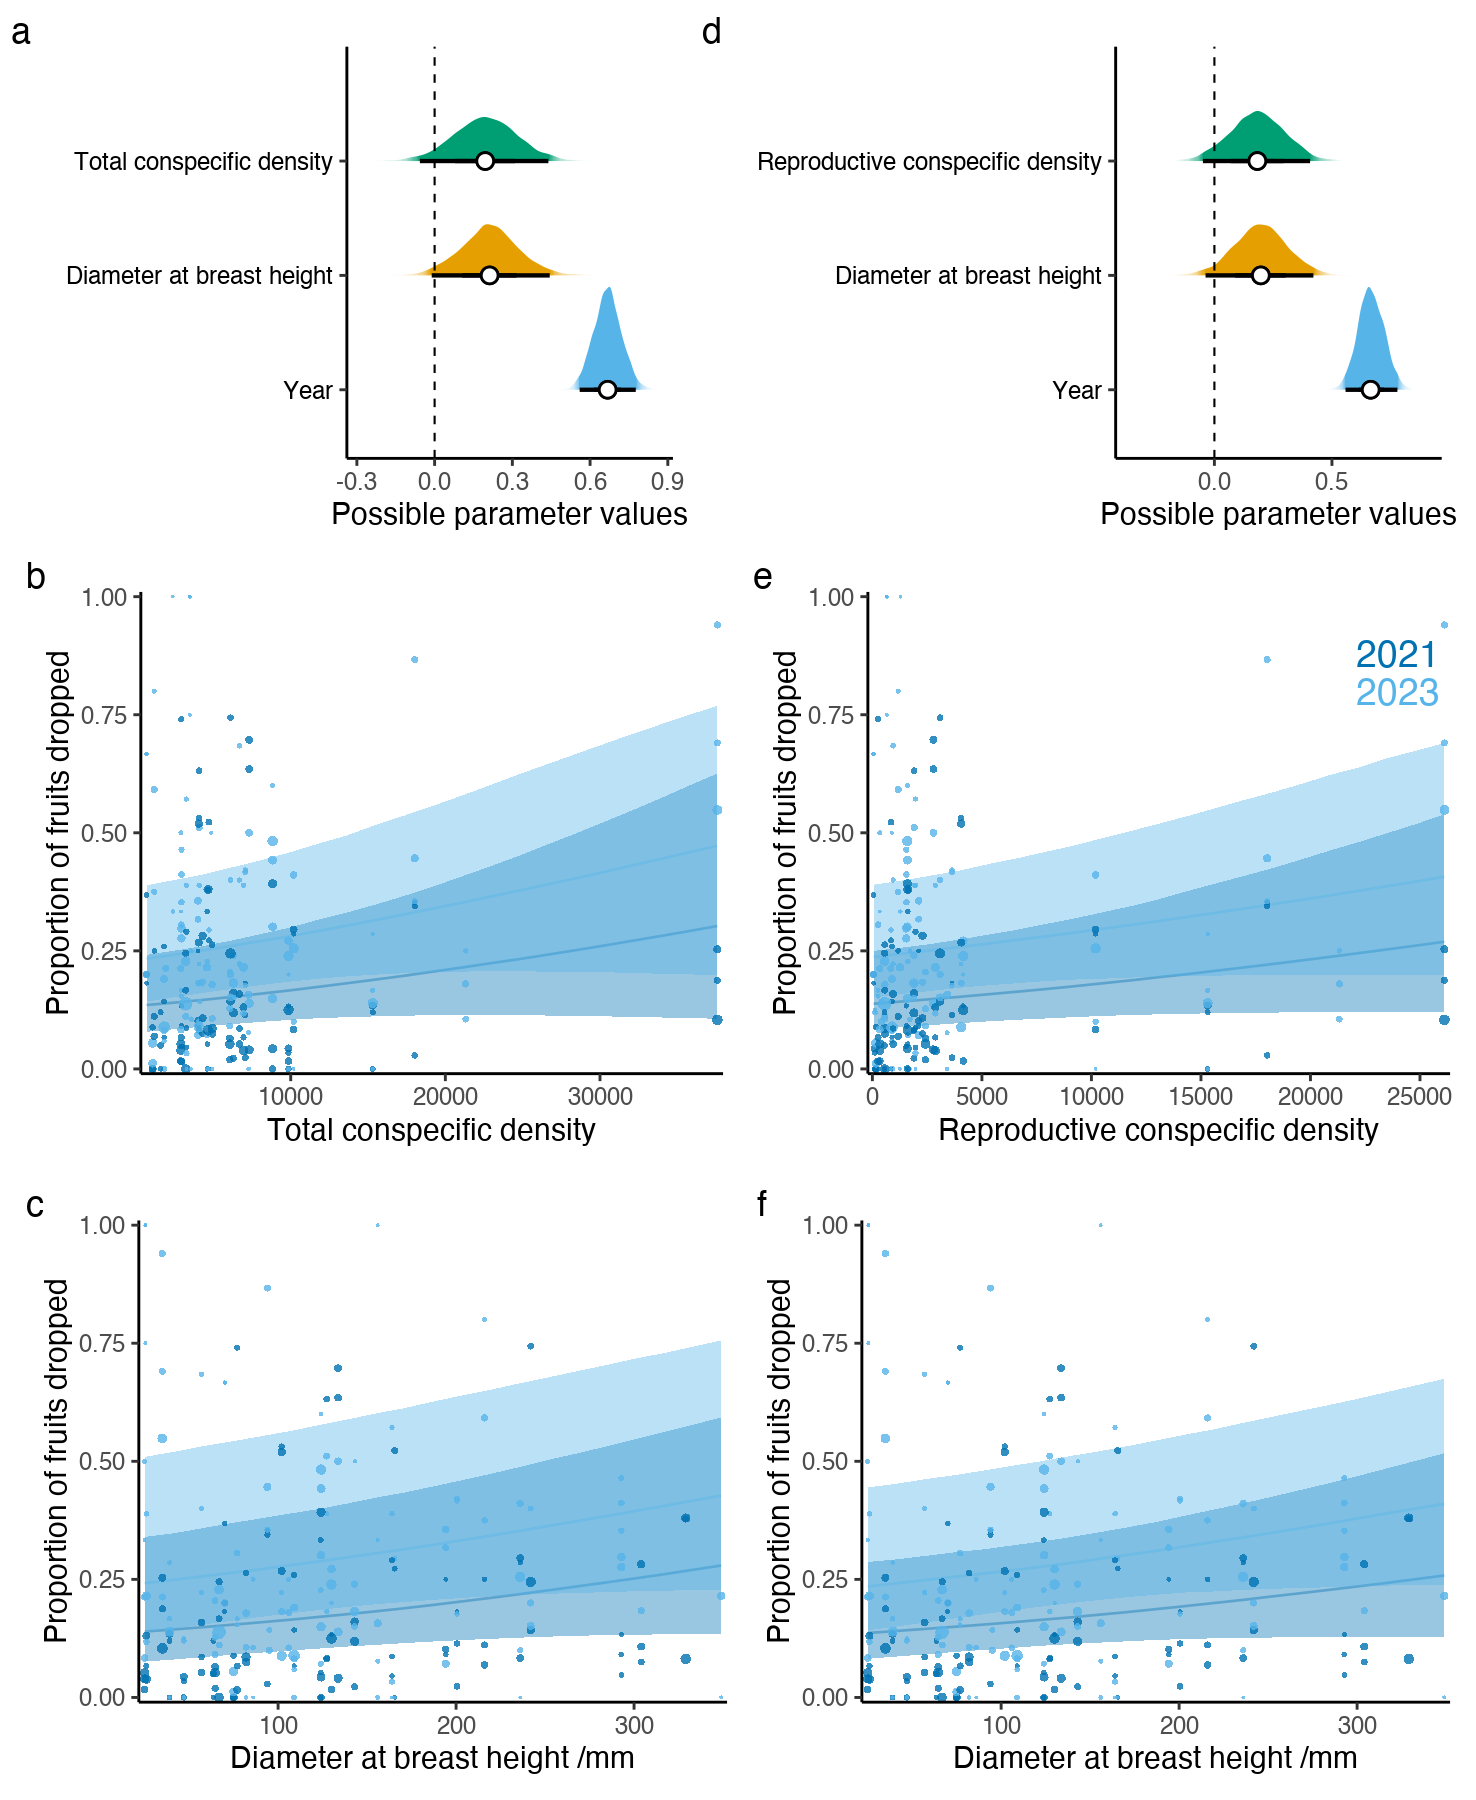 a
Total conspecific density
Diameter at breast height
Year
-0.3 0.0 0.3 0.6 0.9
Possible parameter values
d
Reproductive conspecific density
Diameter at breast height
Year
0.0 0.5
Possible parameter values
b
Proportion of fruits dropped
1.00
0.75
0.50
0.25
0.00
10000 20000 30000
Total conspecific density
e
Proportion of fruits dropped
1.00
0.75
0.50
0.25
0.00
2021
2023
0 5000 10000 15000 20000 25000
Reproductive conspecific density
c
Proportion of fruits dropped
1.00
0.75
0.50
0.25
0.00
100 200 300
Diameter at breast height /mm
f
Proportion of fruits dropped
1.00
0.75
0.50
0.25
0.00
100 200 300
Diameter at breast height /mm